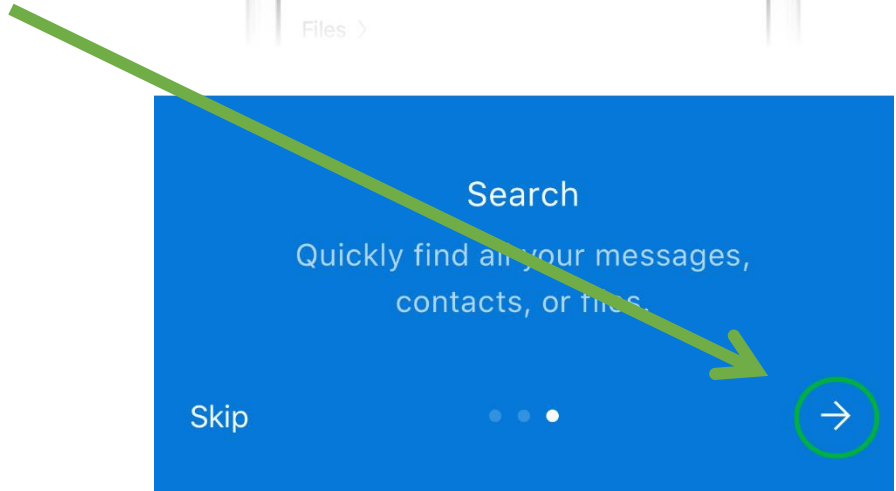 Files >
Search
Quickly find all your messages,
contacts, or files.
Skip